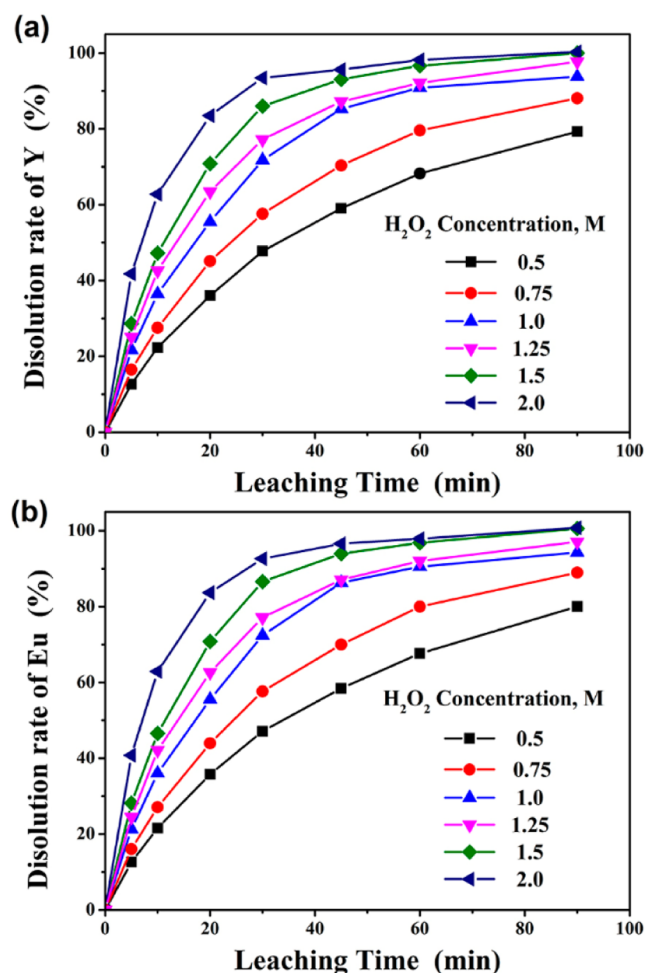 (a)
Disolution rate of Y (%)
100
80
60
40
20
0
H₂O₂ Concentration, M
0.5
0.75
1.0
1.25
1.5
2.0
0 20 40 60 80 100
Leaching Time (min)
(b)
Disolution rate of Eu (%)
100
80
60
40
20
0
H₂O₂ Concentration, M
0.5
0.75
1.0
1.25
1.5
2.0
0 20 40 60 80 100
Leaching Time (min)